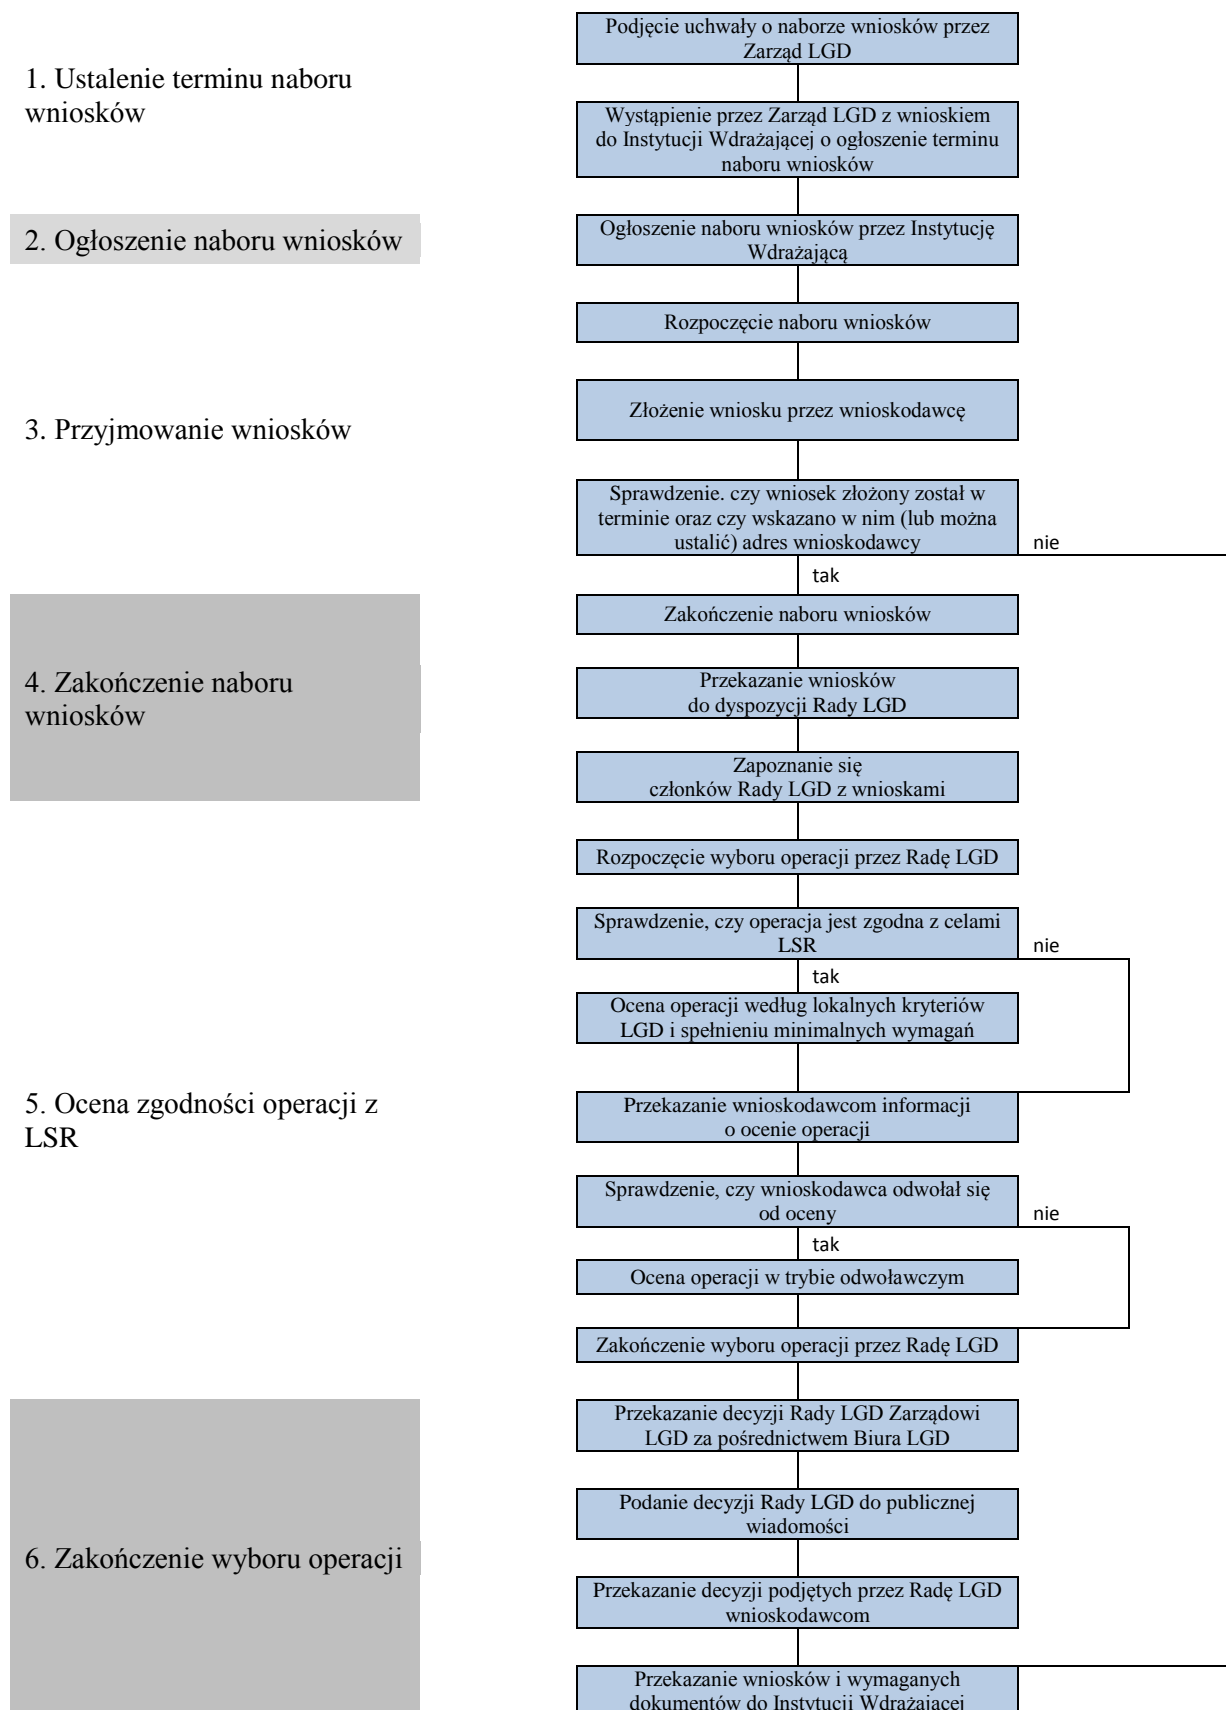 Podjęcie uchwały o naborze wniosków przez
Zarząd LGD
1. Ustalenie terminu naboru
wniosków
Wystąpienie przez Zarząd LGD z wnioskiem
do Instytucji Wdrażającej o ogłoszenie terminu
naboru wniosków
2. Ogłoszenie naboru wniosków
Ogłoszenie naboru wniosków przez Instytucję
Wdrażającą
Rozpoczęcie naboru wniosków
3. Przyjmowanie wniosków
Złożenie wniosku przez wnioskodawcę
Sprawdzenie. czy wniosek złożony został w
terminie oraz czy wskazano w nim (lub można
ustalić) adres wnioskodawcy
nie
tak
Zakończenie naboru wniosków
4. Zakończenie naboru
wniosków
Przekazanie wniosków
do dyspozycji Rady LGD
Zapoznanie się
członków Rady LGD z wnioskami
Rozpoczęcie wyboru operacji przez Radę LGD
Sprawdzenie, czy operacja jest zgodna z celami
LSR
nie
tak
Ocena operacji według lokalnych kryteriów
LGD i spełnieniu minimalnych wymagań
5. Ocena zgodności operacji z
LSR
Przekazanie wnioskodawcom informacji
o ocenie operacji
Sprawdzenie, czy wnioskodawca odwołał się
od oceny
nie
tak
Ocena operacji w trybie odwoławczym
Zakończenie wyboru operacji przez Radę LGD
Przekazanie decyzji Rady LGD Zarządowi
LGD za pośrednictwem Biura LGD
Podanie decyzji Rady LGD do publicznej
wiadomości
6. Zakończenie wyboru operacji
Przekazanie decyzji podjętych przez Radę LGD
wnioskodawcom
Przekazanie wniosków i wymaganych
dokumentów do Instytucji Wdrażającej